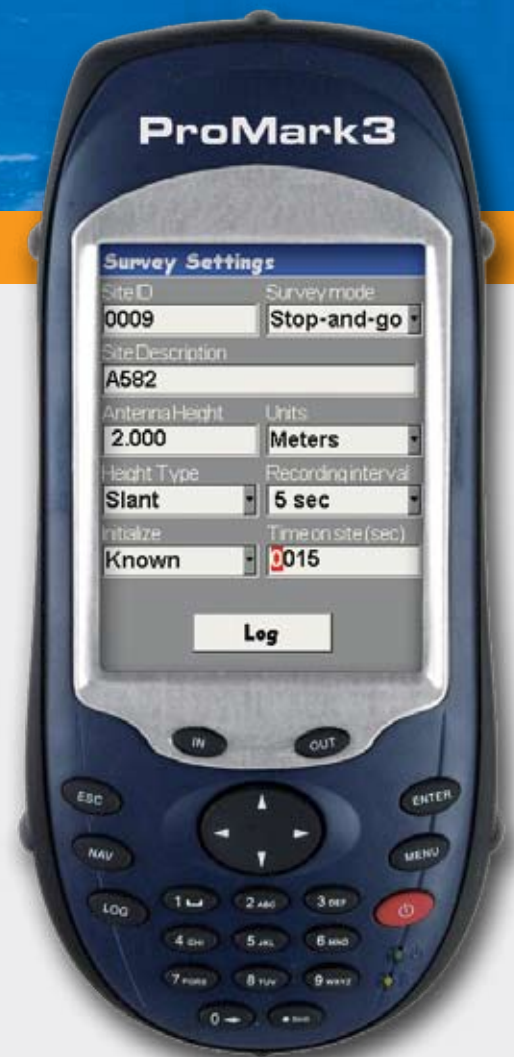 ProMark3
Survey Settings
Site ID Survey mode
0009 Stop-and-go
Site Description
A582
Antenna Height Units
2.000 Meters
Height Type Recording interval
Slant 5 sec
Initialize Time on site (sec)
Known 0015
Log
IN OUT
ESC ENTER
NAV MENU
LOG
1 2 ABC 3 DEF
4 GHI 5 JKL 6 MNO
7 PQRS 8 TUV 9 WXYZ
0